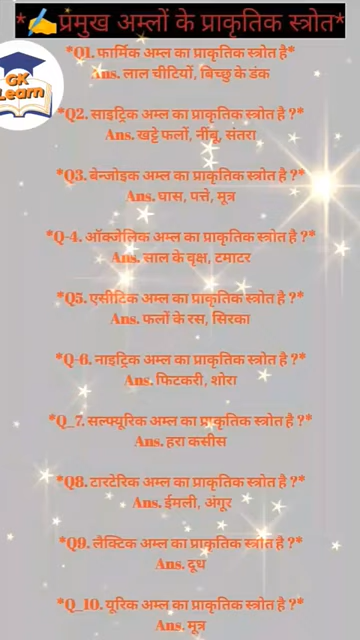 *✍️प्रमुख अम्लों के प्राकृतिक स्त्रोत*
GK
Learn
*Q1. फार्मिक अम्ल का प्राकृतिक स्त्रोत है*
Ans. लाल चीटियों, बिच्छु के डंक
*Q2. साइट्रिक अम्ल का प्राकृतिक स्त्रोत है ?*
Ans. खट्टे फलों, नींबू, संतरा
*Q3. बेन्जोइक अम्ल का प्राकृतिक स्त्रोत है ?*
Ans. घास, पत्ते, मूत्र
*Q-4. ऑक्जेलिक अम्ल का प्राकृतिक स्त्रोत है ?*
Ans. साल के वृक्ष, टमाटर
*Q5. एसीटिक अम्ल का प्राकृतिक स्त्रोत है ?*
Ans. फलों के रस, सिरका
*Q-6. नाइट्रिक अम्ल का प्राकृतिक स्त्रोत है ?*
Ans. फिटकरी, शोरा
*Q_7. सल्फ्यूरिक अम्ल का प्राकृतिक स्त्रोत है ?*
Ans. हरा कसीस
*Q8. टारटेरिक अम्ल का प्राकृतिक स्त्रोत है ?*
Ans. ईमली, अंगूर
*Q9. लैक्टिक अम्ल का प्राकृतिक स्त्रोत है ?*
Ans. दूध
*Q_10. यूरिक अम्ल का प्राकृतिक स्त्रोत है ?*
Ans. मूत्र